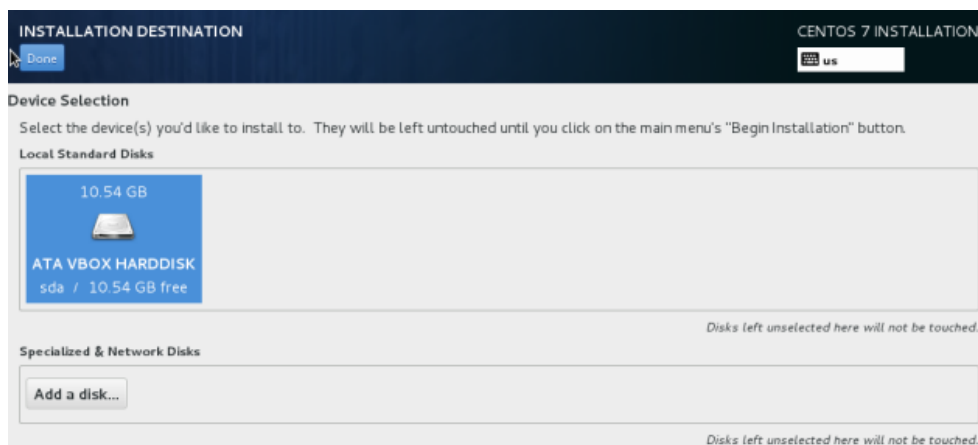 INSTALLATION DESTINATION
CENTOS 7 INSTALLATION
Done
us
Device Selection
Select the device(s) you'd like to install to. They will be left untouched until you click on the main menu's "Begin Installation" button.
Local Standard Disks
10.54 GB
ATA VBOX HARDDISK
sda / 10.54 GB free
Disks left unselected here will not be touched.
Specialized & Network Disks
Add a disk...
Disks left unselected here will not be touched.